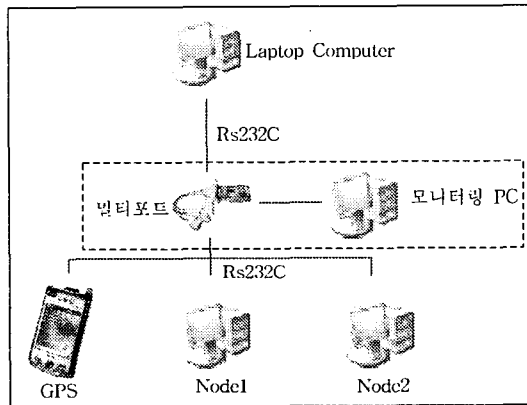 Laptop Computer
Rs232C
멀티포트
모니터링 PC
Rs232C
GPS
Node1
Node2